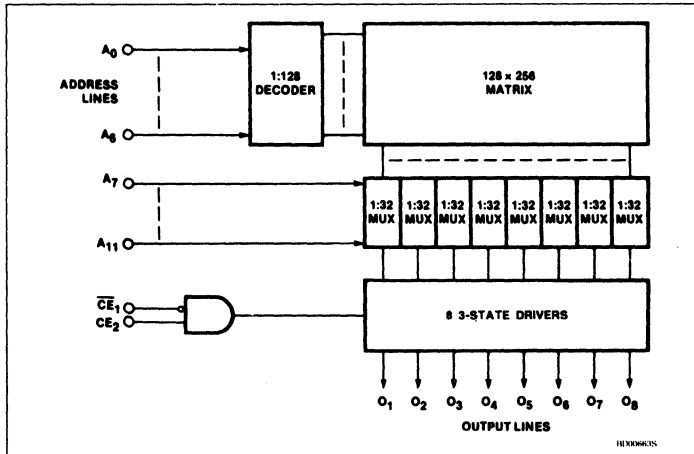 A0
ADDRESS
LINES
A6
1:128
DECODER
128 × 256
MATRIX
A7
A11
1:32
MUX
1:32
MUX
1:32
MUX
1:32
MUX
1:32
MUX
1:32
MUX
1:32
MUX
1:32
MUX
C̅E̅1
CE2
8 3-STATE DRIVERS
O1 O2 O3 O4 O5 O6 O7 O8
OUTPUT LINES
BD00663S